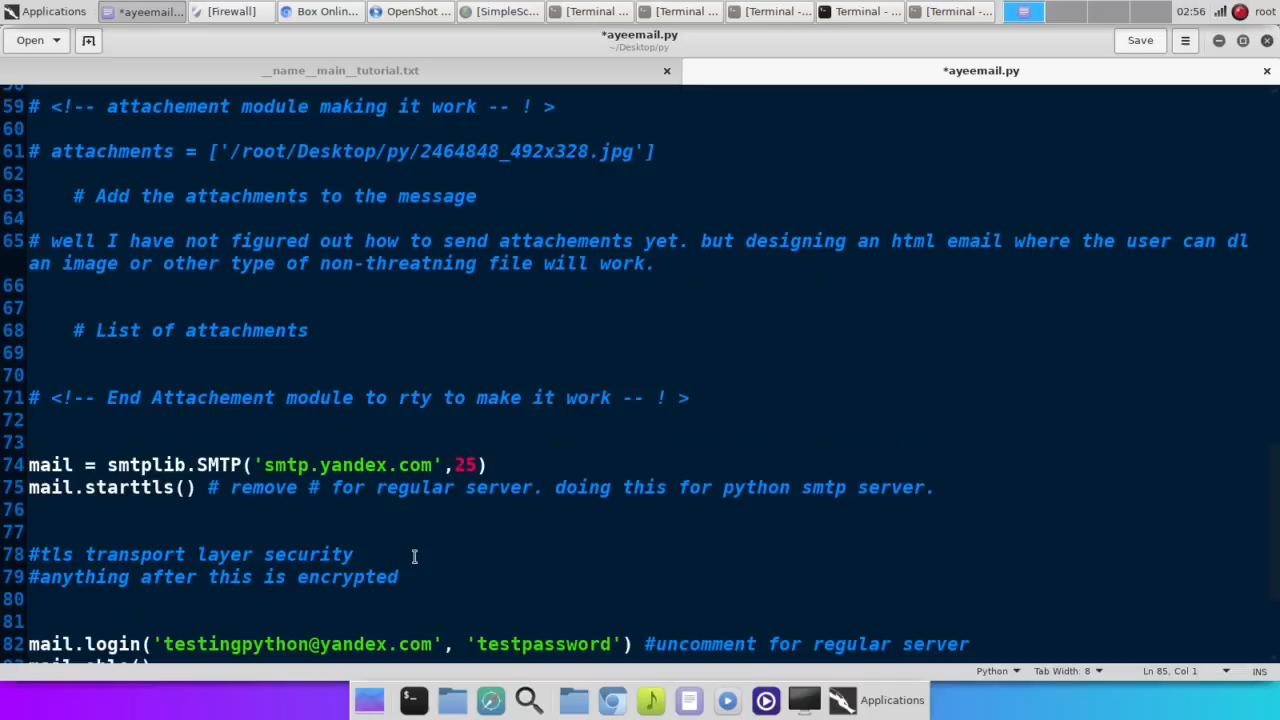 Applications *ayeemail.... [Firewall] Box Onlin... OpenShot ... [SimpleSc... [Terminal ... [Terminal ... [Terminal -... Terminal - ... [Terminal -... 02:56 root
Open *ayeemail.py Save
~/Desktop/py
__name__main__tutorial.txt × *ayeemail.py ×
58
59 # <!-- attachement module making it work -- ! >
60
61 # attachments = ['/root/Desktop/py/2464848_492x328.jpg']
62
63 # Add the attachments to the message
64
65 # well I have not figured out how to send attachements yet. but designing an html email where the user can dl
an image or other type of non-threatning file will work.
66
67
68 # List of attachments
69
70
71 # <!-- End Attachement module to rty to make it work -- ! >
72
73
74 mail = smtplib.SMTP('smtp.yandex.com',25)
75 mail.starttls() # remove # for regular server. doing this for python smtp server.
76
77
78 #tls transport layer security
79 #anything after this is encrypted
80
81
82 mail.login('testingpython@yandex.com', 'testpassword') #uncomment for regular server
Python Tab Width: 8 Ln 85, Col 1 INS
Applications